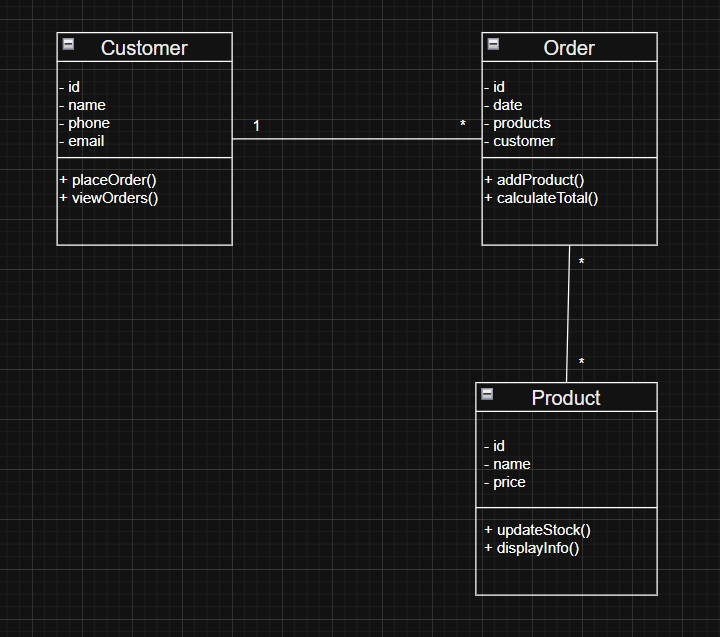 Customer
- id
- name
- phone
- email
+ placeOrder()
+ viewOrders()
1
*
Order
- id
- date
- products
- customer
+ addProduct()
+ calculateTotal()
*
*
Product
- id
- name
- price
+ updateStock()
+ displayInfo()